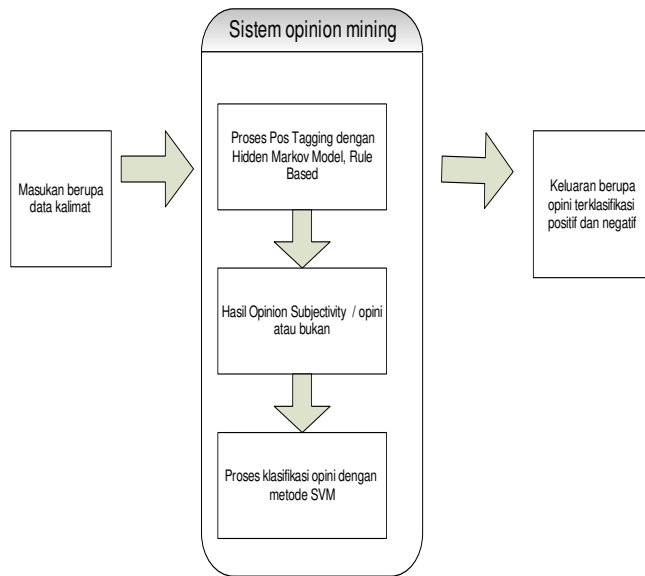 Sistem opinion mining
Masukan berupa
data kalimat
Proses Pos Tagging dengan
Hidden Markov Model, Rule
Based
Hasil Opinion Subjectivity / opini
atau bukan
Proses klasifikasi opini dengan
metode SVM
Keluaran berupa
opini terklasifikasi
positif dan negatif